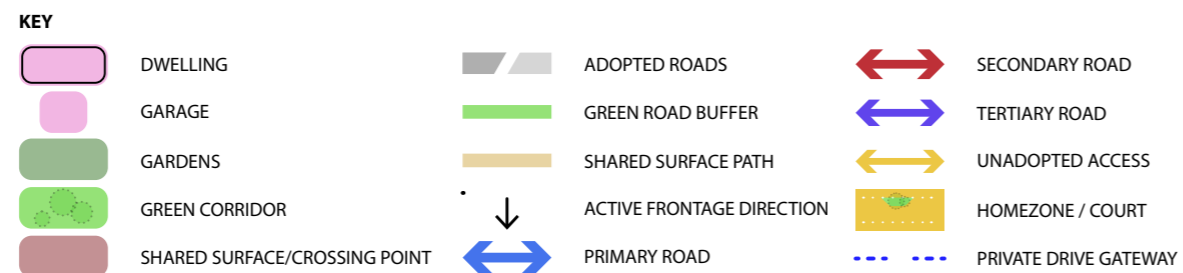 KEY
DWELLING
GARAGE
GARDENS
GREEN CORRIDOR
SHARED SURFACE/CROSSING POINT
ADOPTED ROADS
GREEN ROAD BUFFER
SHARED SURFACE PATH
ACTIVE FRONTAGE DIRECTION
PRIMARY ROAD
SECONDARY ROAD
TERTIARY ROAD
UNADOPTED ACCESS
HOMEZONE / COURT
PRIVATE DRIVE GATEWAY